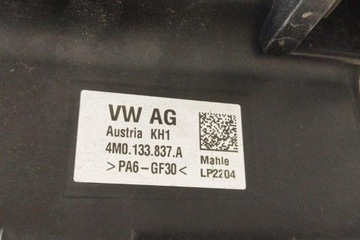 VW AG
Austria KH1
4M0.133.837.A
>PA6-GF30<
Mahle
LP2204